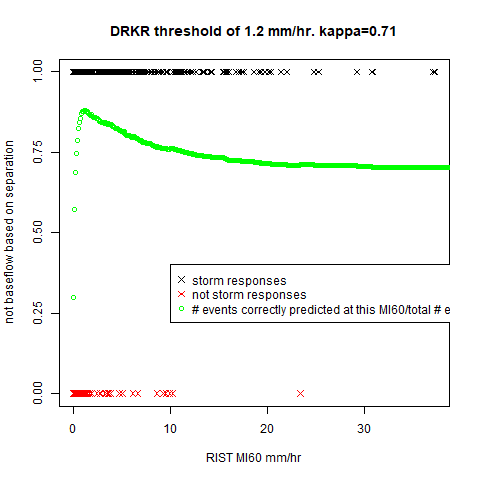 DRKR threshold of 1.2 mm/hr. kappa=0.71
not baseflow based on separation
1.00
0.75
0.50
0.25
0.00
storm responses
not storm responses
# events correctly predicted at this MI60/total # e
0 10 20 30
RIST MI60 mm/hr